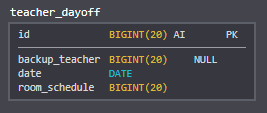 teacher_dayoff
id BIGINT(20) AI PK
backup_teacher BIGINT(20) NULL
date DATE
room_schedule BIGINT(20)